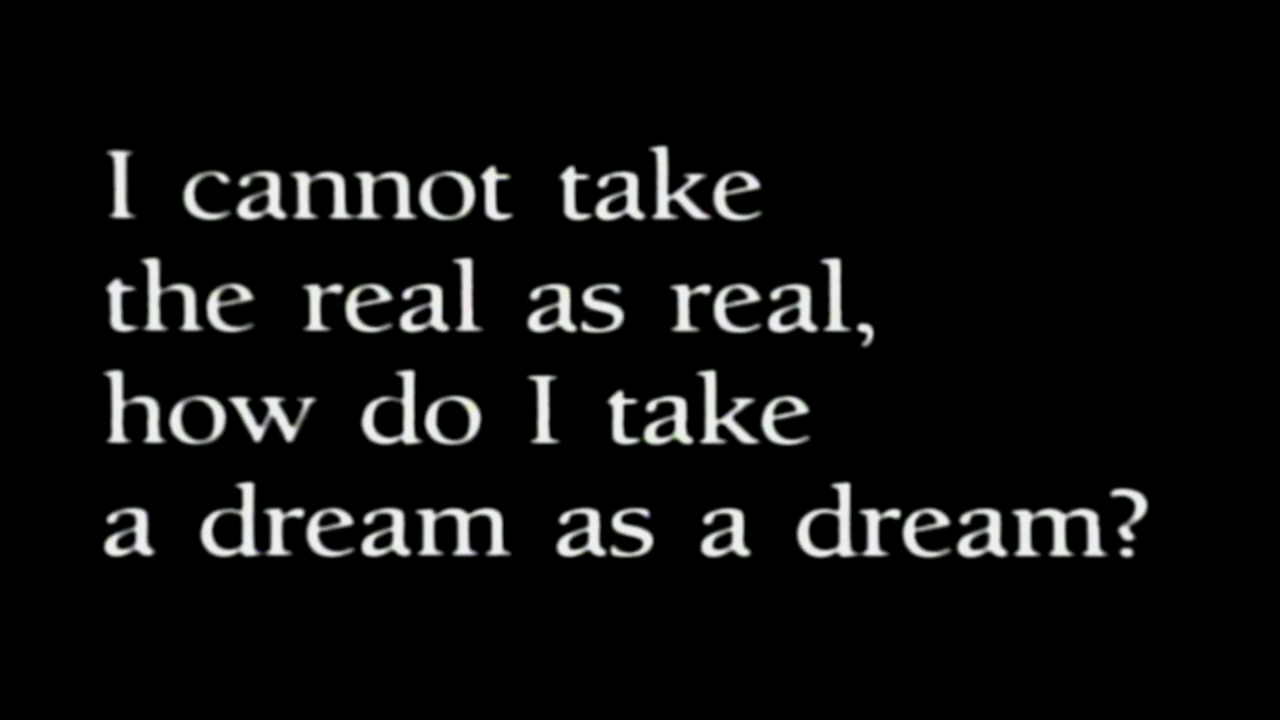 I cannot take
the real as real,
how do I take
a dream as a dream?